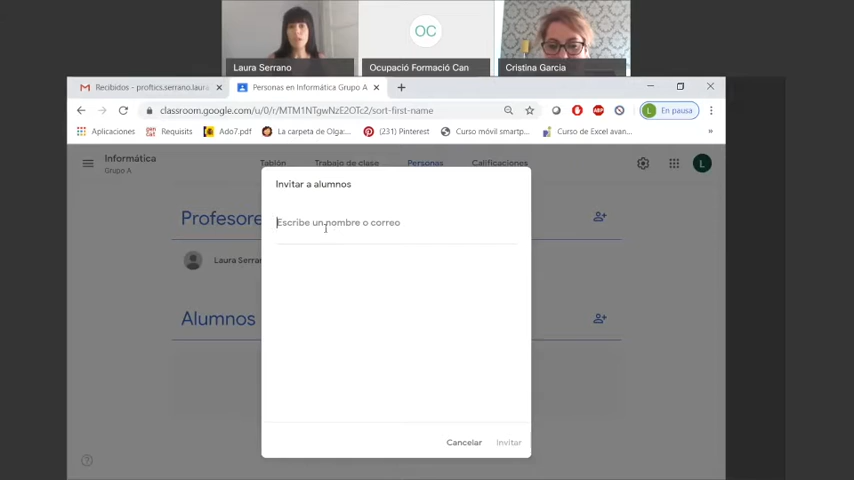 OC
Laura Serrano
Ocupació Formació Can
Cristina Garcia
Recibidos - proftics.serrano.laura
Personas en Informática Grupo A
classroom.google.com/u/0/r/MTM1NTgwNzE2OTc2/sort-first-name
L
En pausa
Aplicaciones
gen cat
Requisits
Ado7.pdf
La carpeta de Olga:...
(231) Pinterest
Curso móvil smartp...
Curso de Excel avan...
»
ABP
Informática
Grupo A
Tablón
Trabajo de clase
Personas
Calificaciones
L
Invitar a alumnos
Profesore
Escribe un nombre o correo
Laura Serran
Alumnos
Cancelar
Invitar